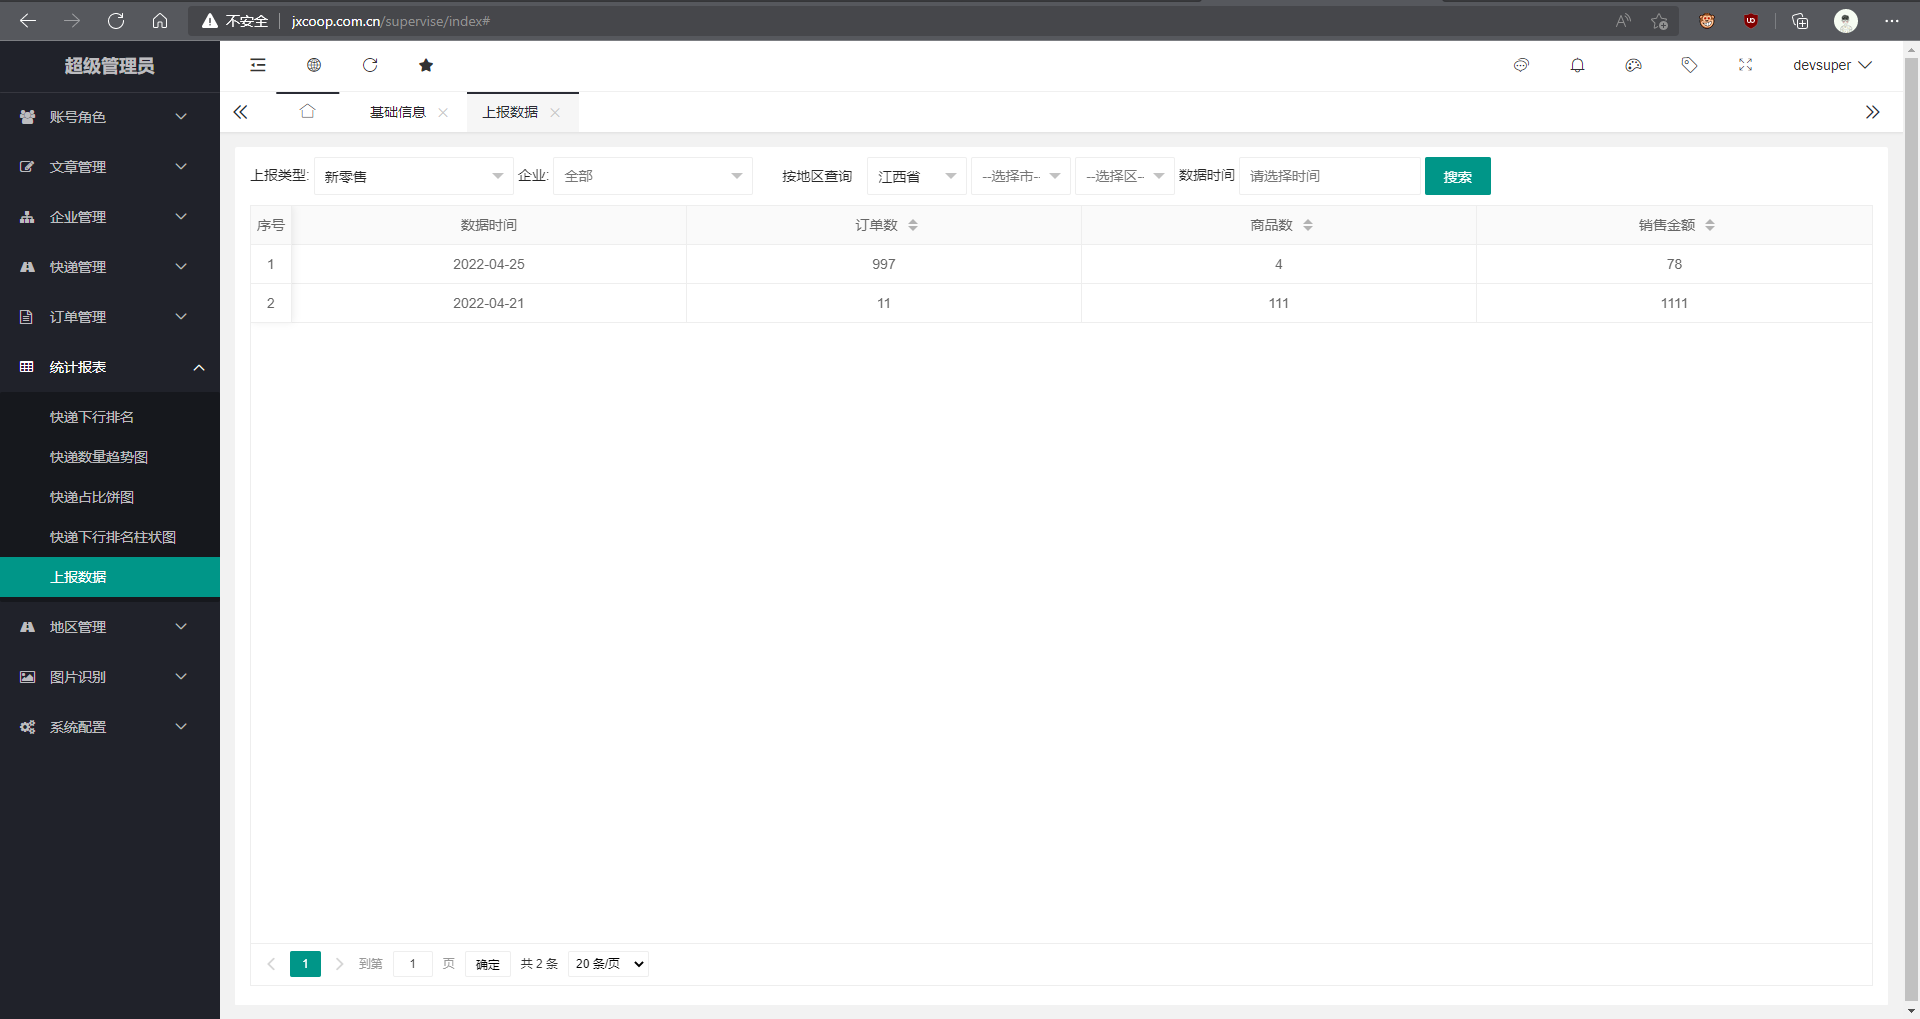 不安全 jxcoop.com.cn/supervise/index#
超级管理员
devsuper
基础信息
上报数据
账号角色
文章管理
企业管理
快递管理
订单管理
统计报表
快递下行排名
快递数量趋势图
快递占比饼图
快递下行排名柱状图
上报数据
地区管理
图片识别
系统配置
上报类型: 新零售 企业: 全部 按地区查询 江西省 --选择市-- --选择区-- 数据时间 请选择时间 搜索
序号 数据时间 订单数 商品数 销售金额
1 2022-04-25 997 4 78
2 2022-04-21 11 111 1111
1 到第 1 页 确定 共 2 条 20 条/页